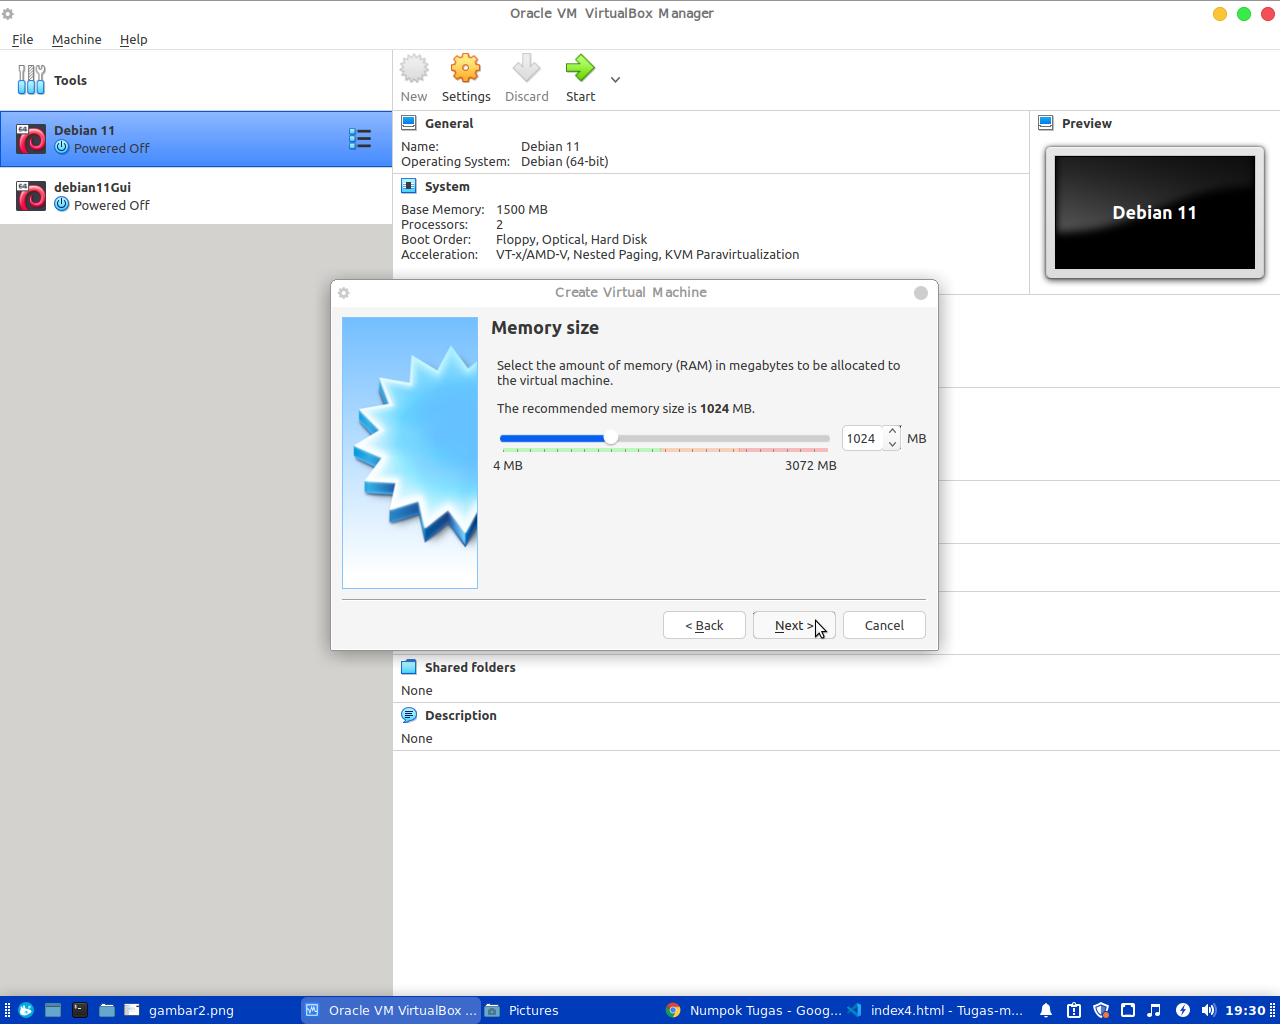 Oracle VM VirtualBox Manager
File Machine Help
Tools
New Settings Discard Start
64 Debian 11
Powered Off
64 debian11Gui
Powered Off
General
Name: Debian 11
Operating System: Debian (64-bit)
System
Base Memory: 1500 MB
Processors: 2
Boot Order: Floppy, Optical, Hard Disk
Acceleration: VT-x/AMD-V, Nested Paging, KVM Paravirtualization
Preview
Debian 11
Create Virtual Machine
Memory size
Select the amount of memory (RAM) in megabytes to be allocated to
the virtual machine.
The recommended memory size is 1024 MB.
1024 MB
4 MB 3072 MB
< Back Next > Cancel
Shared folders
None
Description
None
gambar2.png Oracle VM VirtualBox ... Pictures Numpok Tugas - Goog... index4.html - Tugas-m... 19:30